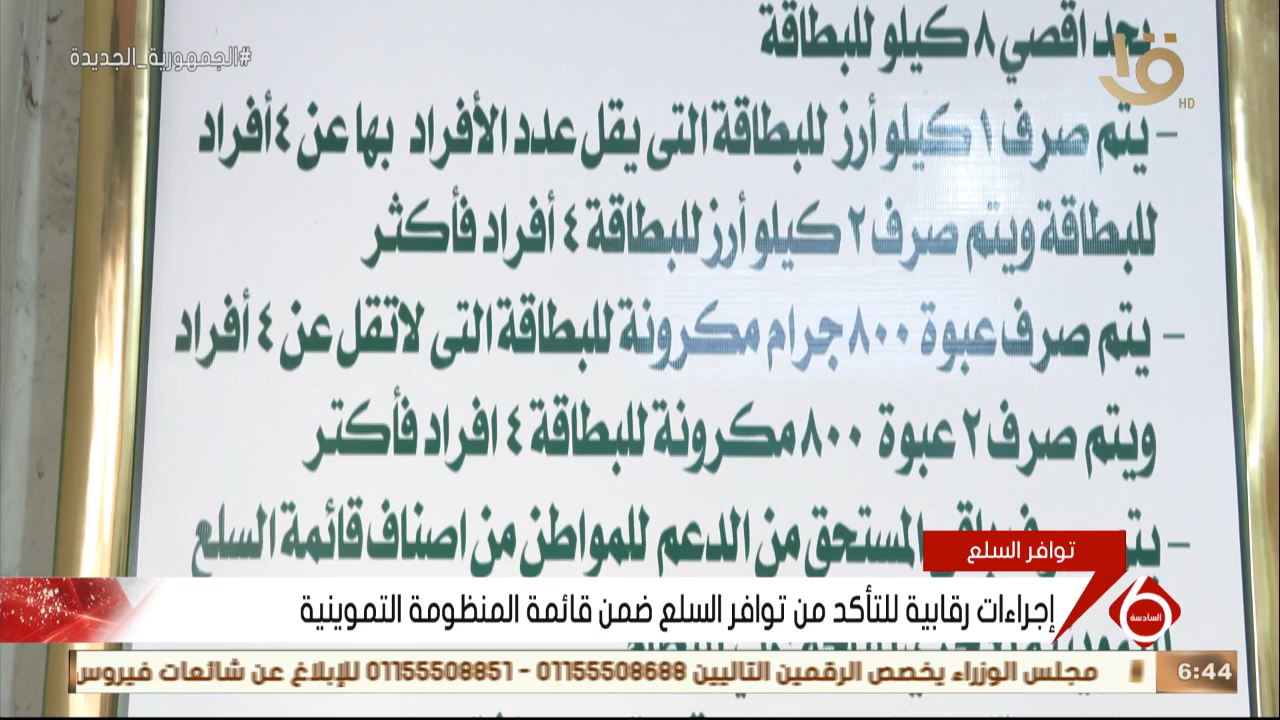 #الجمهورية_الجديدة
HD
بحد اقصي ٨ كيلو للبطاقة
– يتم صرف ١ كيلو أرز للبطاقة التى يقل عدد الأفراد بها عن ٤ أفراد
للبطاقة ويتم صرف ٢ كيلو أرز للبطاقة ٤ أفراد فأكثر
– يتم صرف عبوة ٨٠٠ جرام مكرونة للبطاقة التى لاتقل عن ٤ أفراد
ويتم صرف ٢ عبوة ٨٠٠ مكرونة للبطاقة ٤ افراد فأكتر
– المستحق من الدعم للمواطن من اصناف قائمة السلع
توافر السلع
السادسة
إجراءات رقابية للتأكد من توافر السلع ضمن قائمة المنظومة التموينية
6:44
مجلس الوزراء يخصص الرقمين التاليين 01155508688 - 01155508851 للإبلاغ عن شائعات فيروس